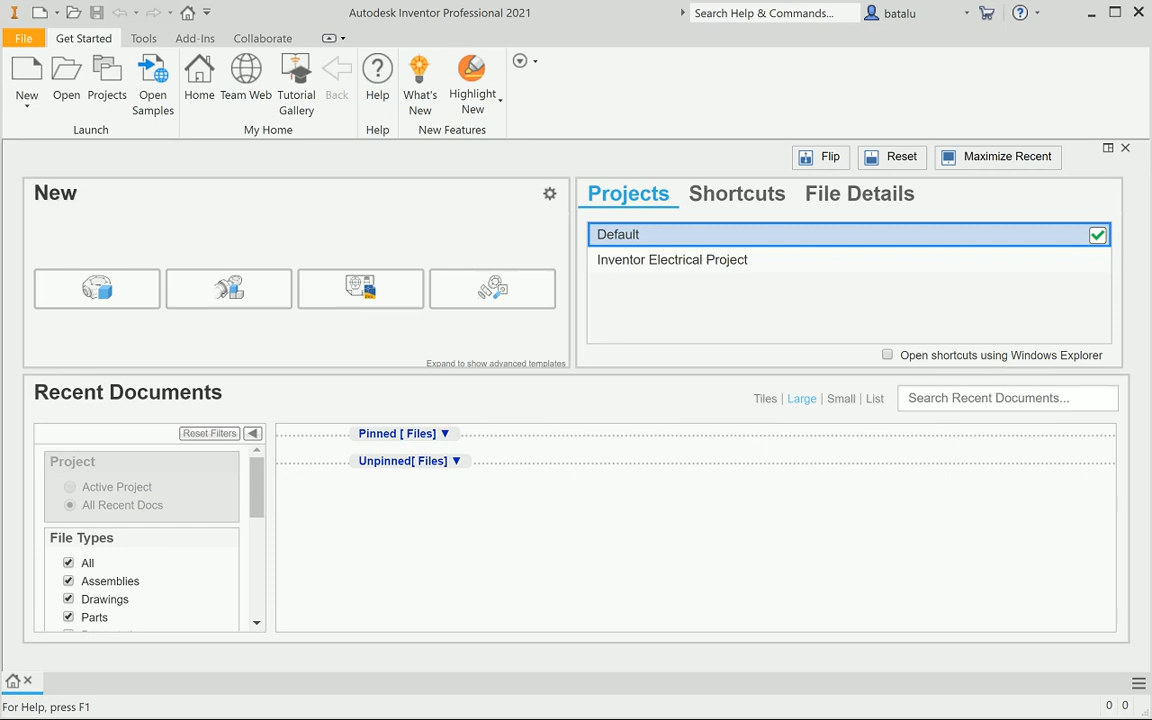 Autodesk Inventor Professional 2021
Search Help & Commands...
batalu
File
Get Started
Tools
Add-Ins
Collaborate
New
Open
Projects
Open Samples
Home
Team Web
Tutorial Gallery
Back
Help
What's New
Highlight New
Launch
My Home
Help
New Features
Flip
Reset
Maximize Recent
New
Expand to show advanced templates
Projects
Shortcuts
File Details
Default
Inventor Electrical Project
Open shortcuts using Windows Explorer
Recent Documents
Tiles | Large | Small | List
Search Recent Documents...
Reset Filters
Project
Active Project
All Recent Docs
File Types
All
Assemblies
Drawings
Parts
Pinned [ Files]
Unpinned[ Files]
For Help, press F1
0 0